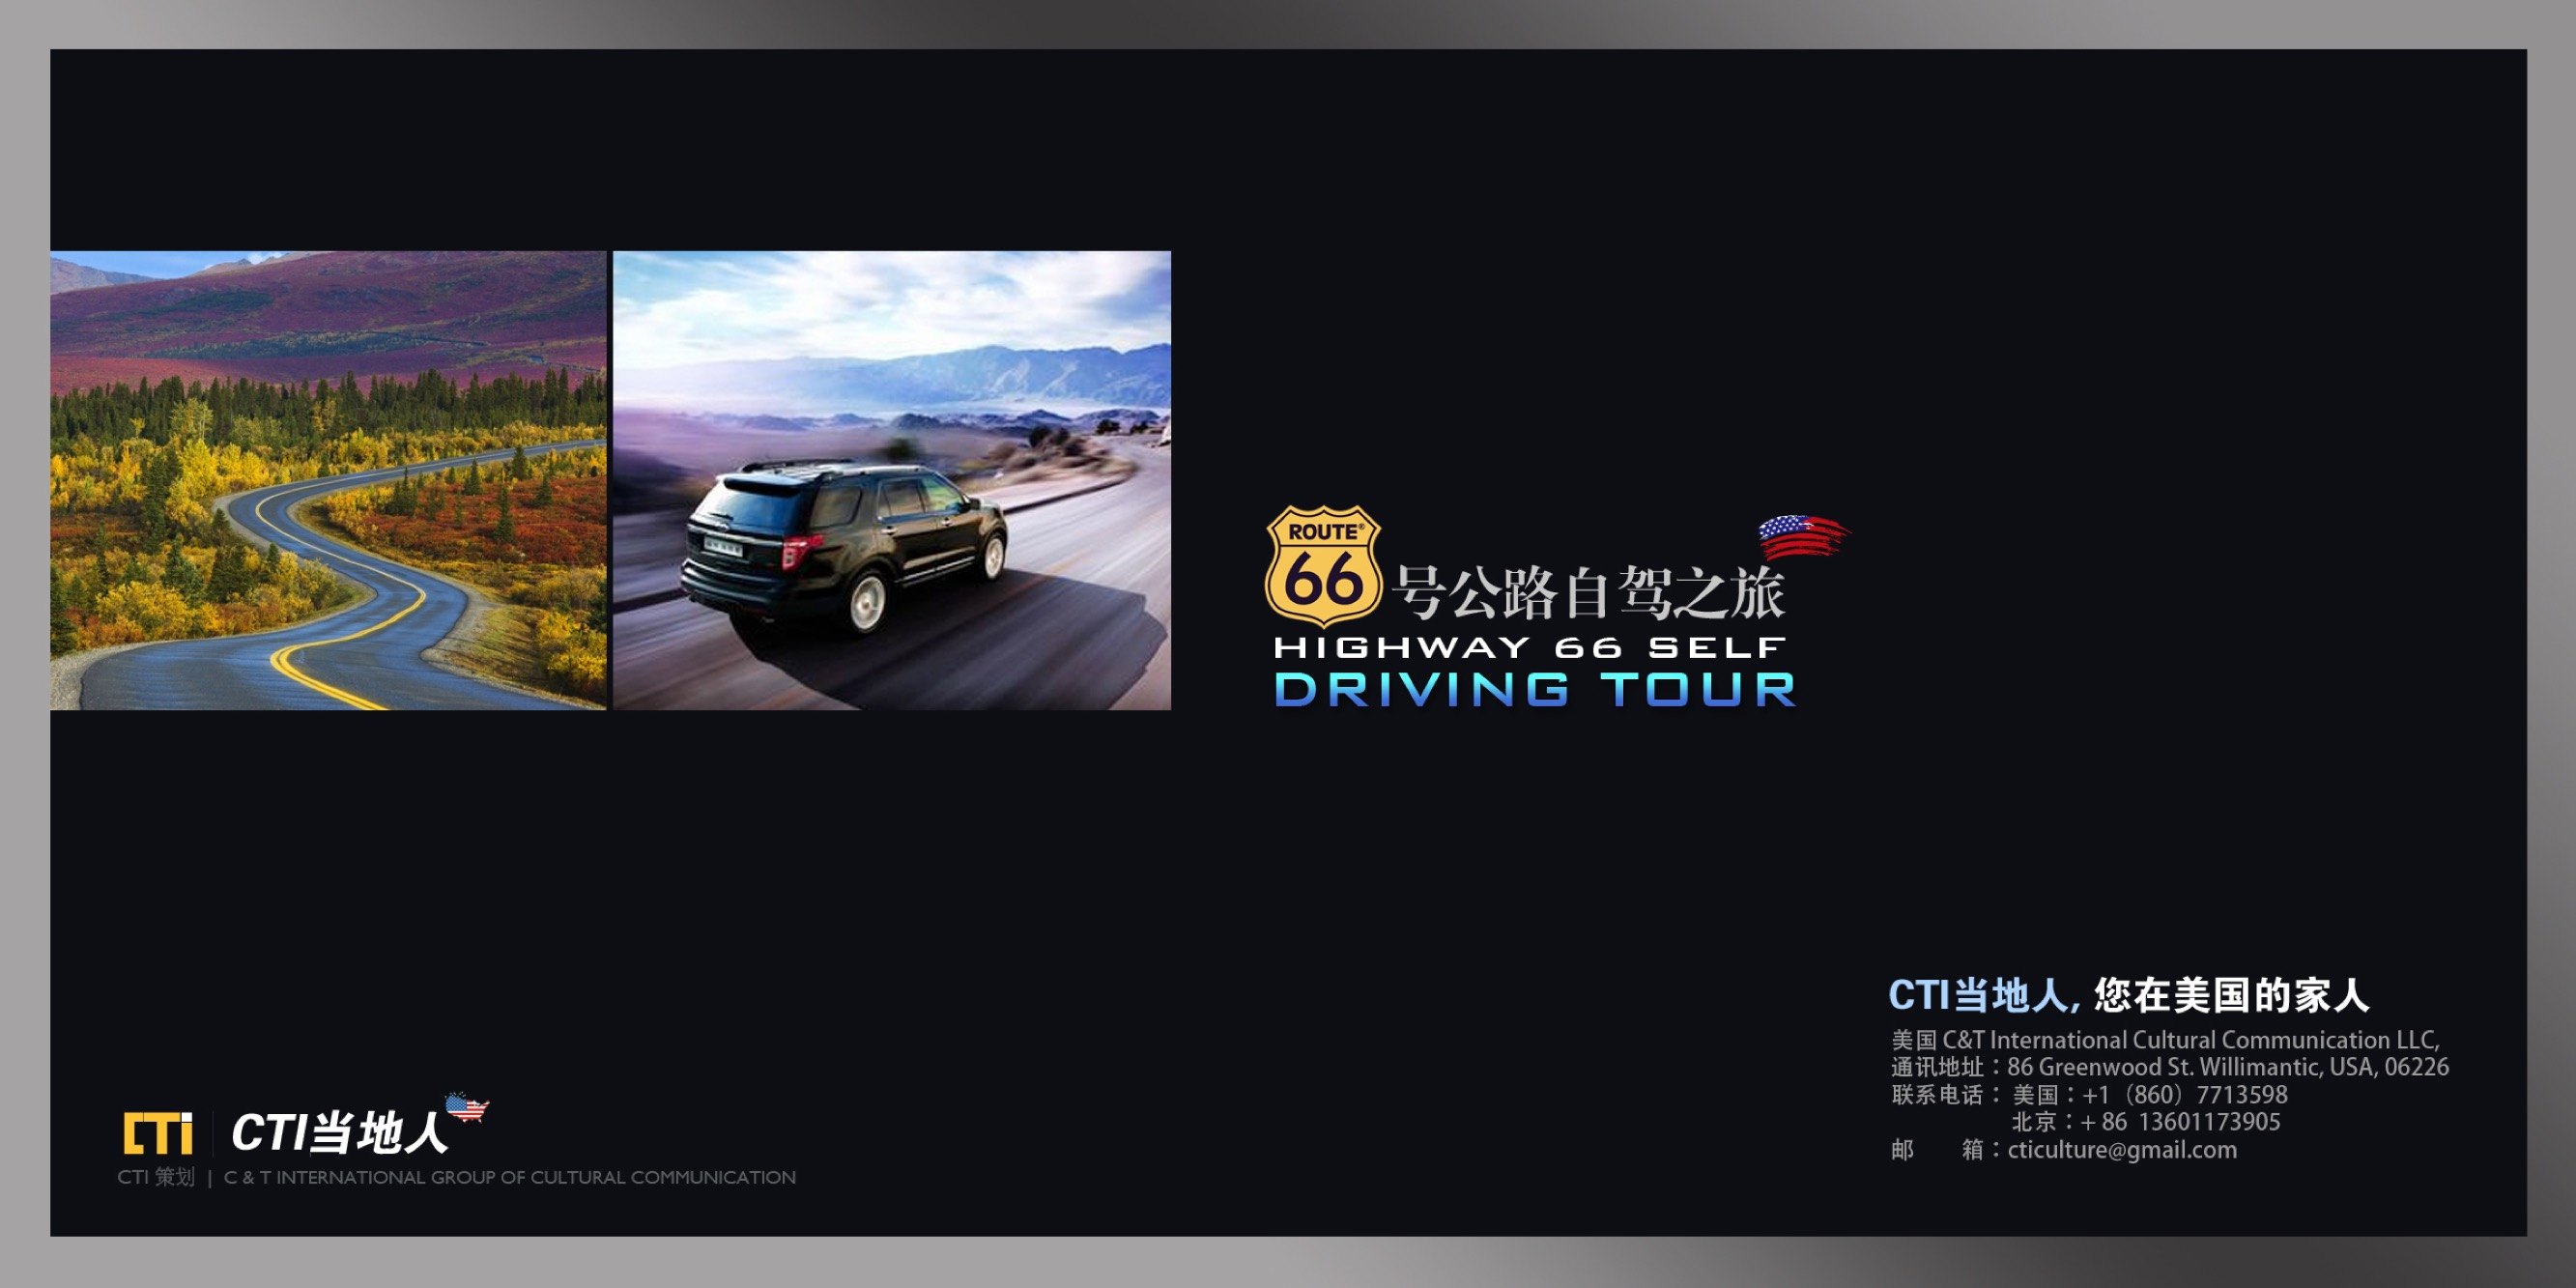 ROUTE®
66
号公路自驾之旅
HIGHWAY 66 SELF
DRIVING TOUR
CTI当地人, 您在美国的家人
美国 C&T International Cultural Communication LLC,
通讯地址：86 Greenwood St. Willimantic, USA, 06226
联系电话： 美国：+1（860）7713598
北京：+ 86 13601173905
邮 箱：cticulture@gmail.com
CTi
CTI当地人
CTI 策划 | C & T INTERNATIONAL GROUP OF CULTURAL COMMUNICATION